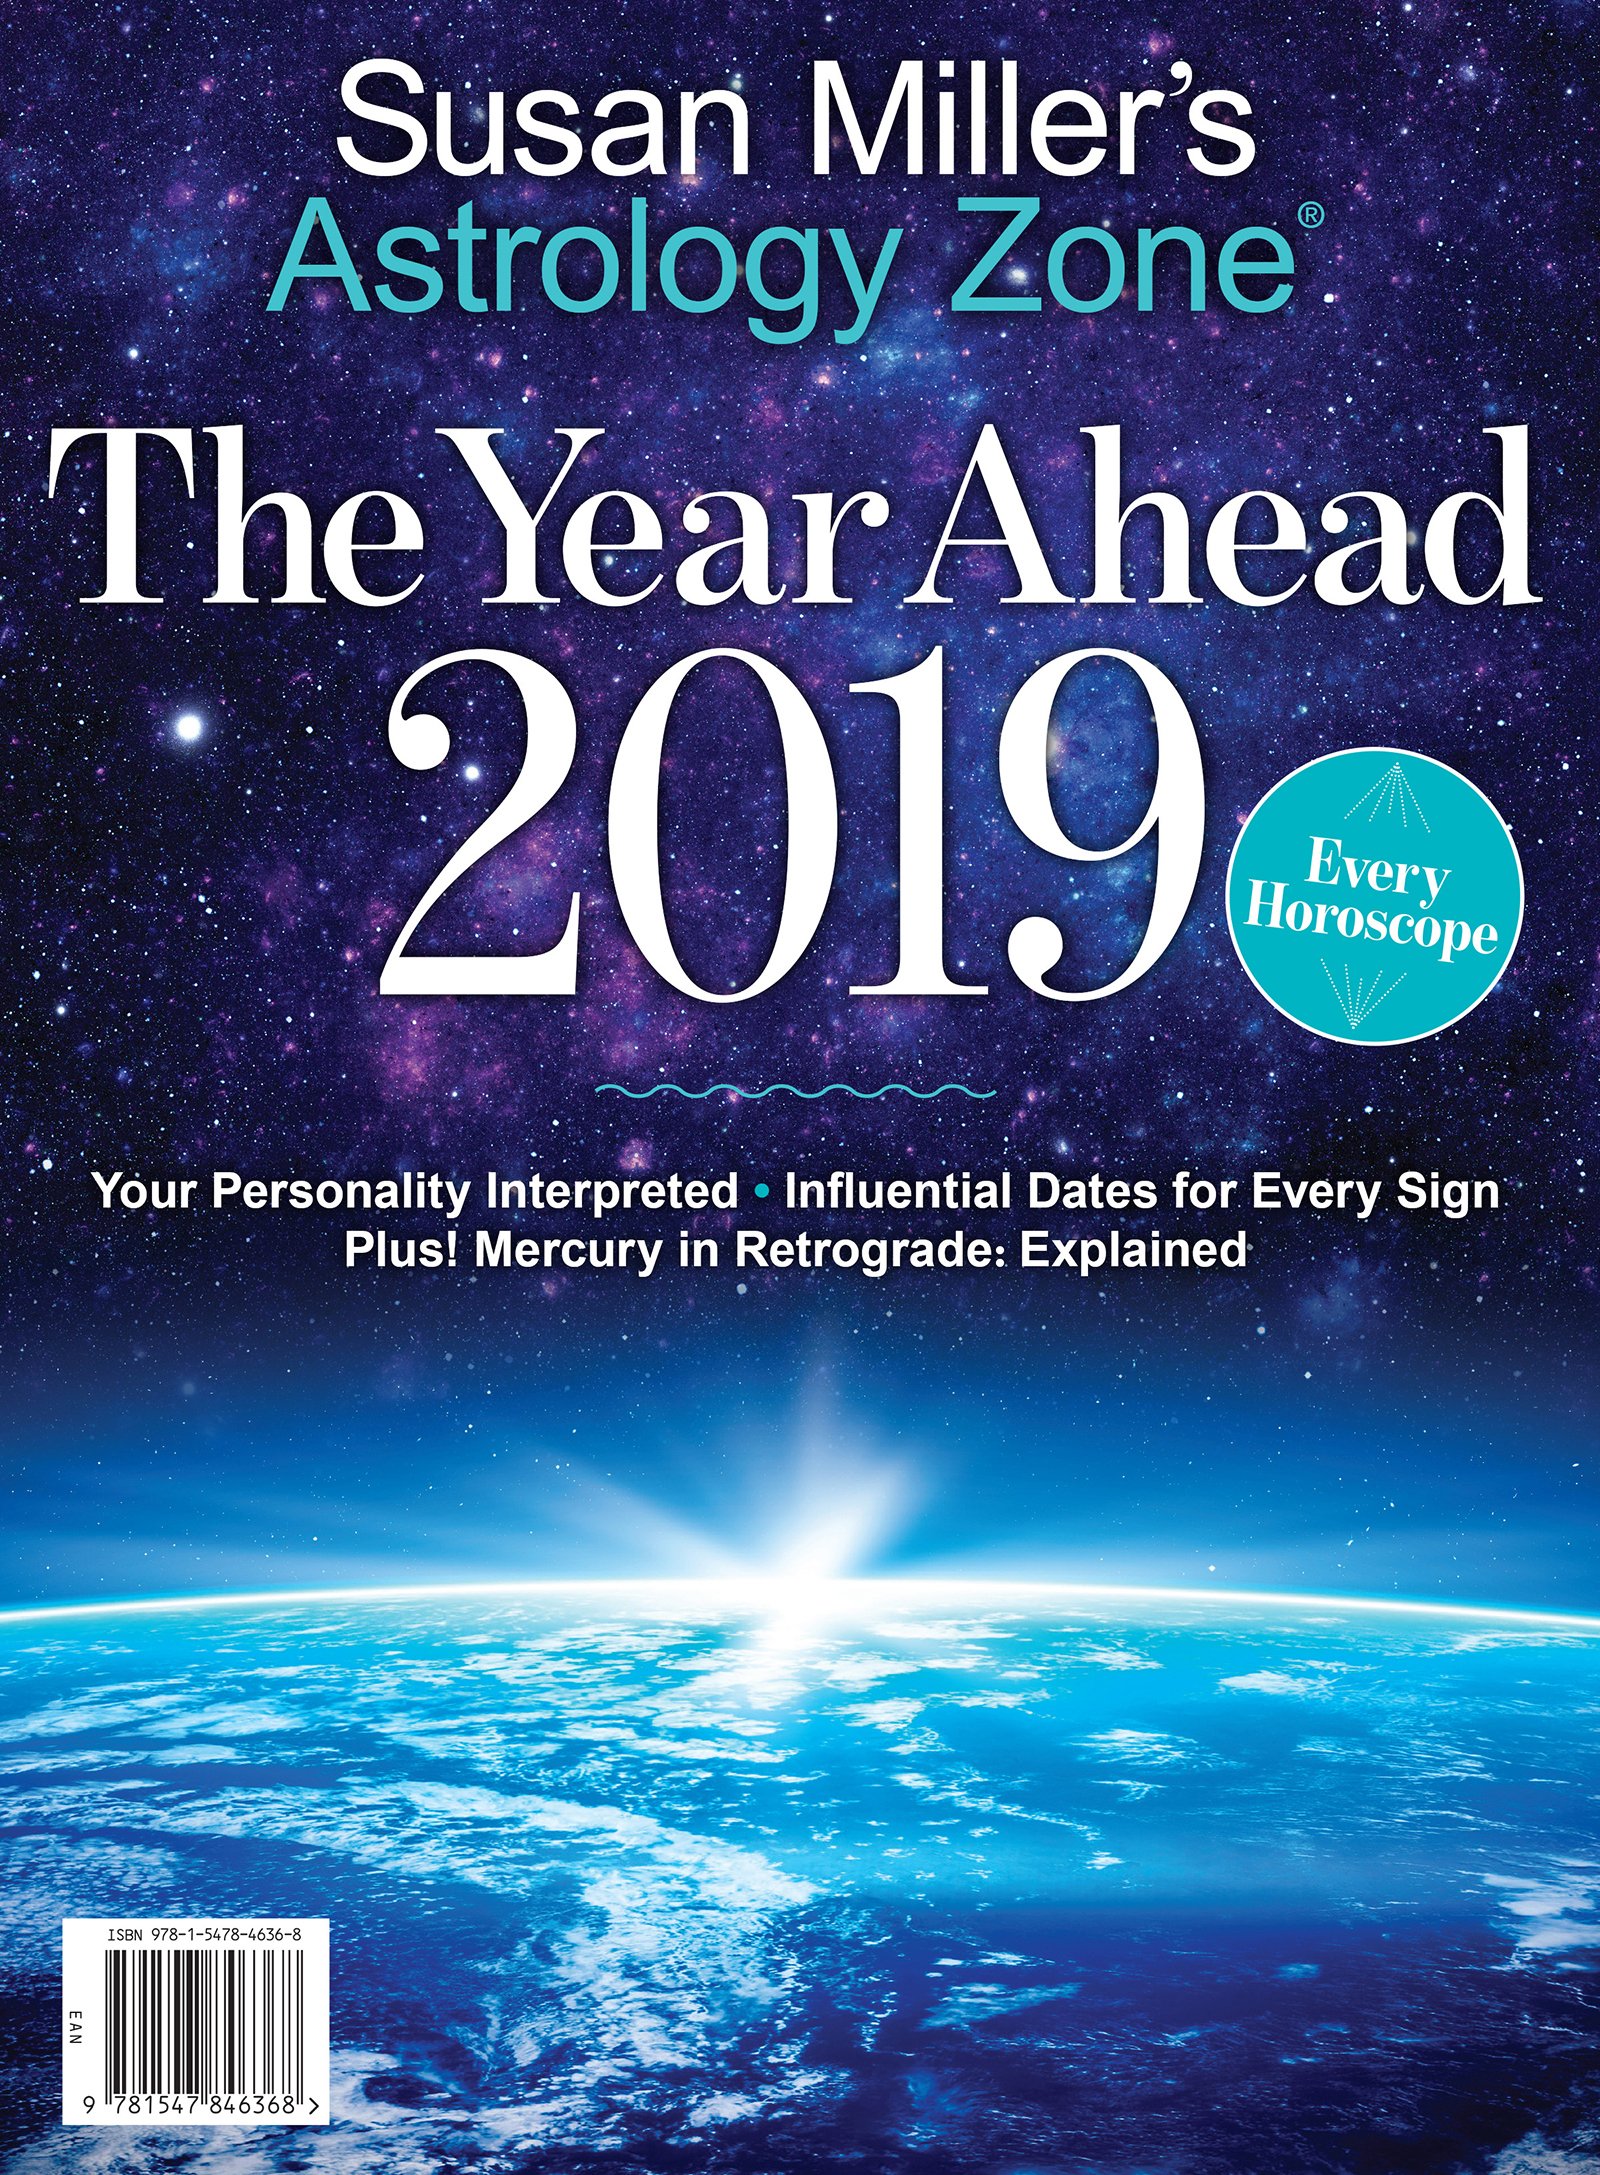 Susan Miller’s
Astrology Zone®
The Year Ahead
2019
Every
Horoscope
Your Personality Interpreted • Influential Dates for Every Sign
Plus! Mercury in Retrograde: Explained
ISBN 978-1-5478-4636-8
EAN
9 781547 846368 >